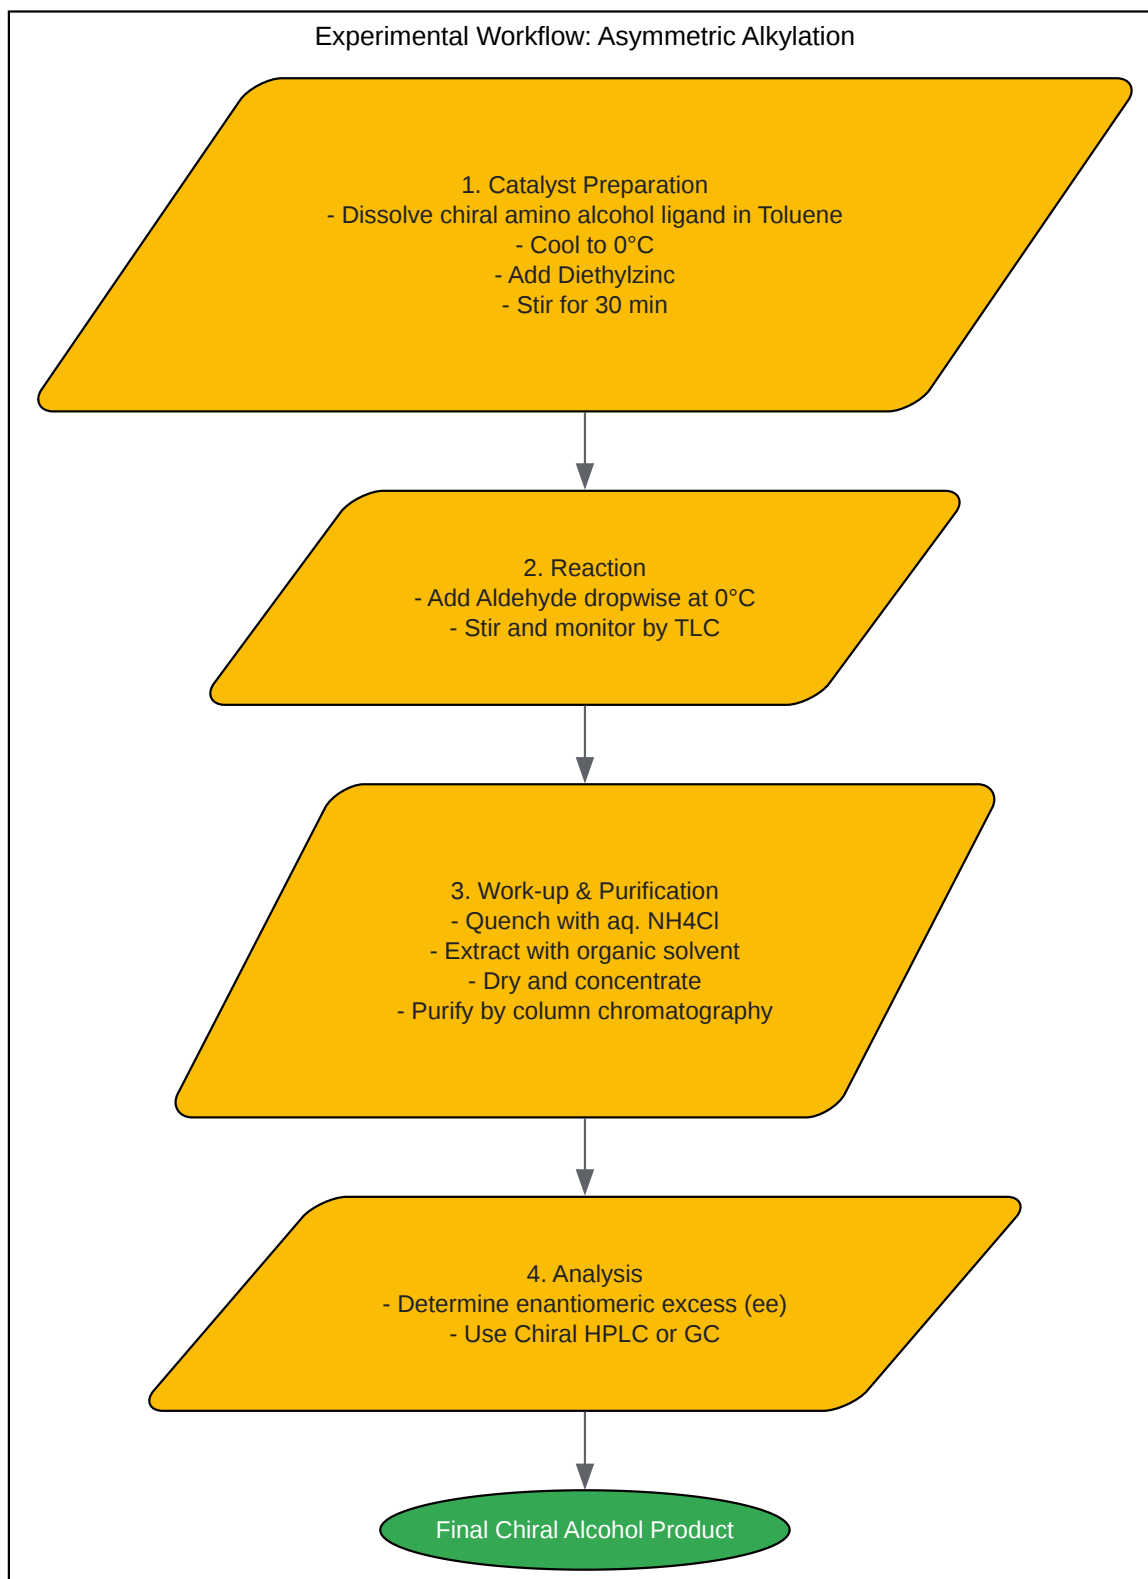 Experimental Workflow: Asymmetric Alkylation
1. Catalyst Preparation
- Dissolve chiral amino alcohol ligand in Toluene
- Cool to 0°C
- Add Diethylzinc
- Stir for 30 min
2. Reaction
- Add Aldehyde dropwise at 0°C
- Stir and monitor by TLC
3. Work-up & Purification
- Quench with aq. NH4Cl
- Extract with organic solvent
- Dry and concentrate
- Purify by column chromatography
4. Analysis
- Determine enantiomeric excess (ee)
- Use Chiral HPLC or GC
Final Chiral Alcohol Product